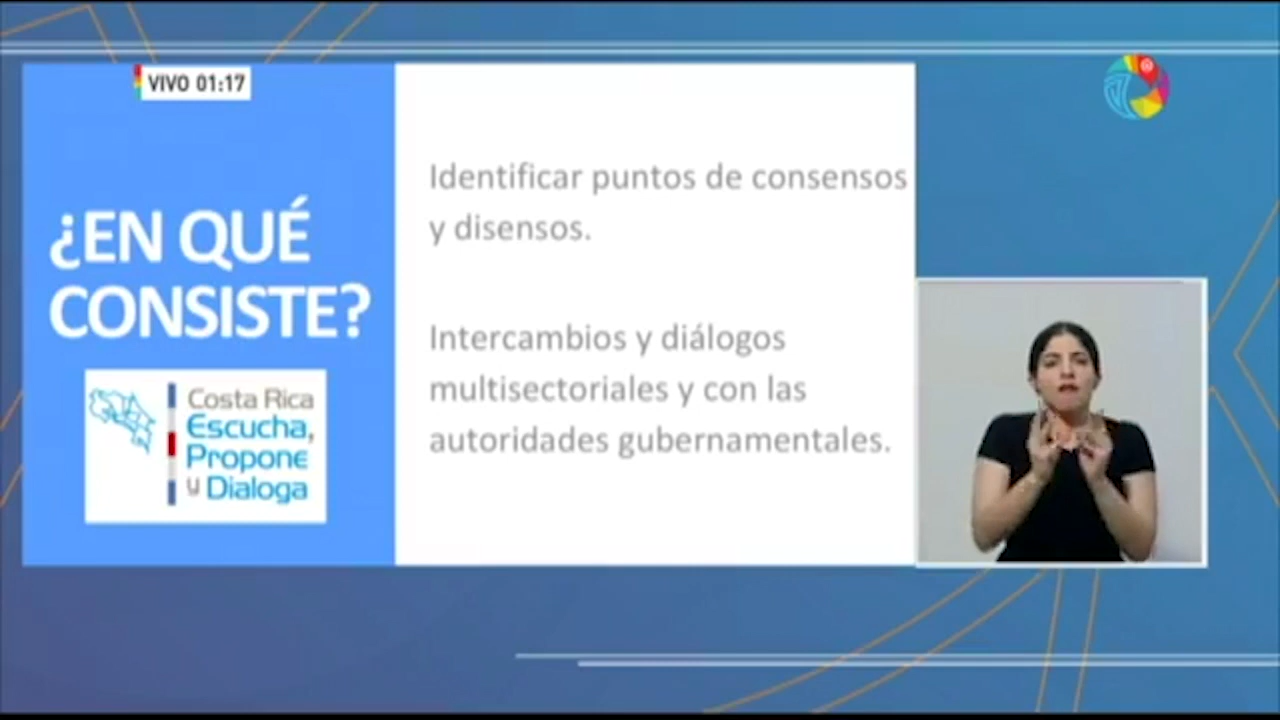 VIVO 01:17
¿EN QUÉ
CONSISTE?
Costa Rica
Escucha,
Propone
y Dialoga
Identificar puntos de consensos
y disensos.
Intercambios y diálogos
multisectoriales y con las
autoridades gubernamentales.